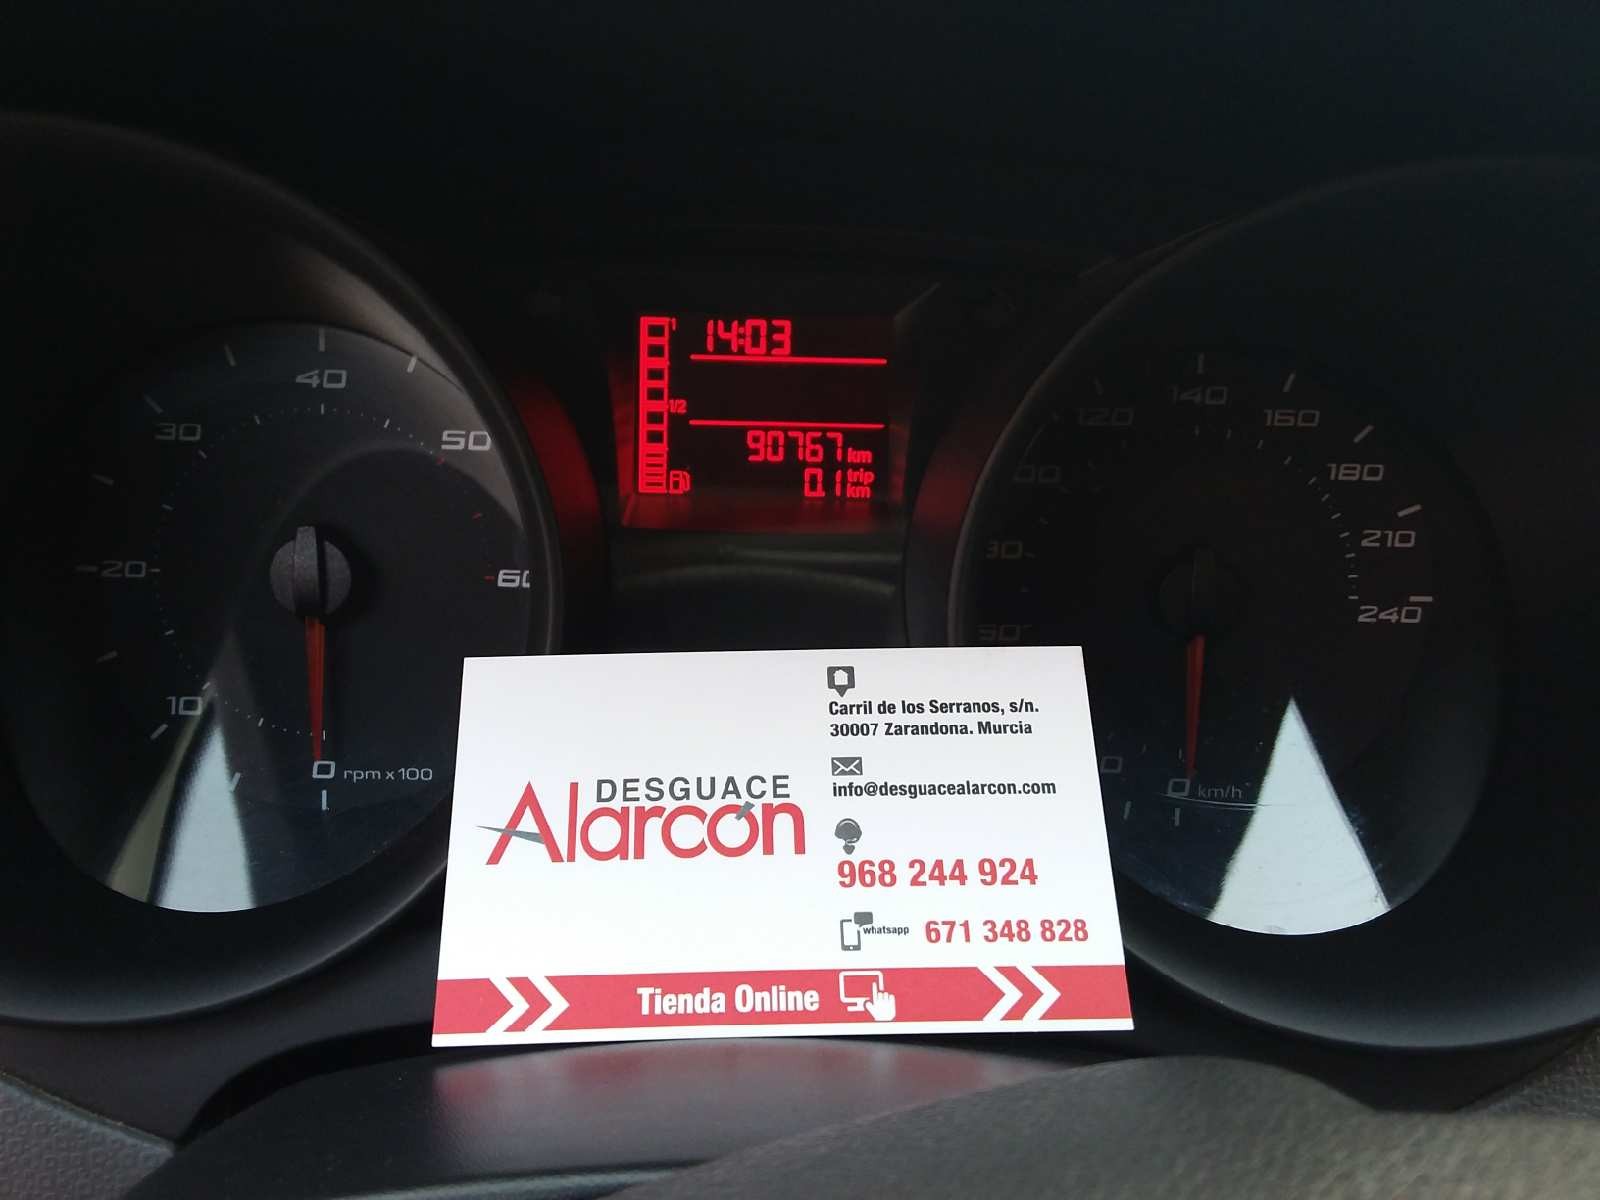 1
14:03
1/2
90767 km
0.1 trip km
10
20
30
40
50
60
0 rpm x 100
120
140
160
180
210
240
0 km/h
DESGUACE
Alarcón
Carril de los Serranos, s/n.
30007 Zarandona. Murcia
info@desguacealarcon.com
968 244 924
whatsapp 671 348 828
Tienda Online